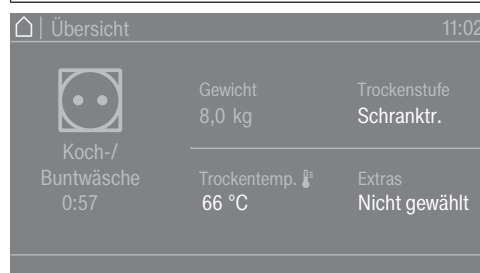 Übersicht
11:02
Gewicht
8,0 kg
Trockenstufe
Schranktr.
Koch-/
Buntwäsche
0:57
Trockentemp.
66 °C
Extras
Nicht gewählt